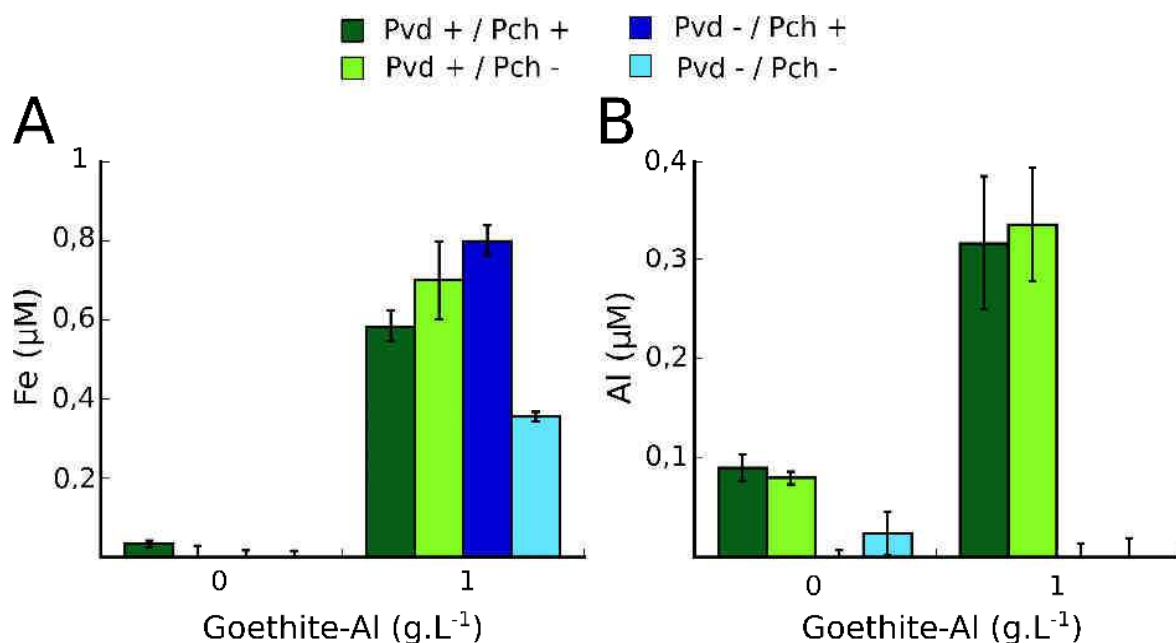 Pvd + / Pch +
Pvd - / Pch +
Pvd + / Pch -
Pvd - / Pch -
A
1
0,8
0,6
0,4
0,2
Fe (µM)
0
1
Goethite-Al (g.L⁻¹)
B
0,4
0,3
0,2
0,1
Al (µM)
0
1
Goethite-Al (g.L⁻¹)